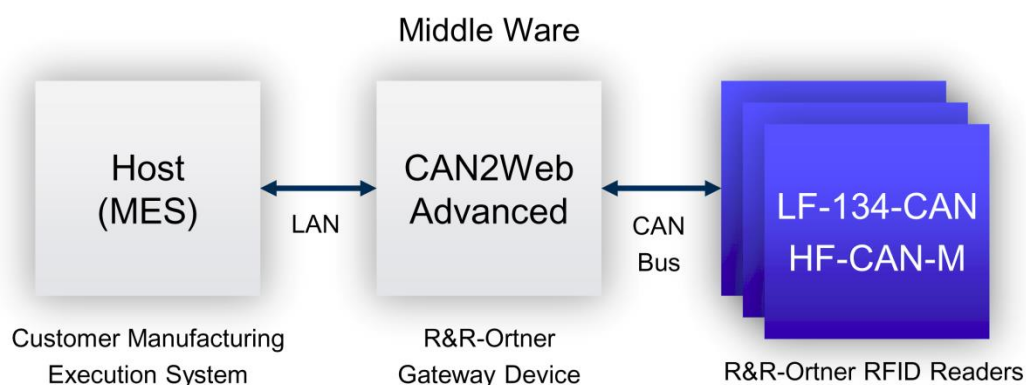 Middle Ware
Host
(MES)
LAN
CAN2Web
Advanced
CAN
Bus
LF-134-CAN
HF-CAN-M
Customer Manufacturing
Execution System
R&R-Ortner
Gateway Device
R&R-Ortner RFID Readers